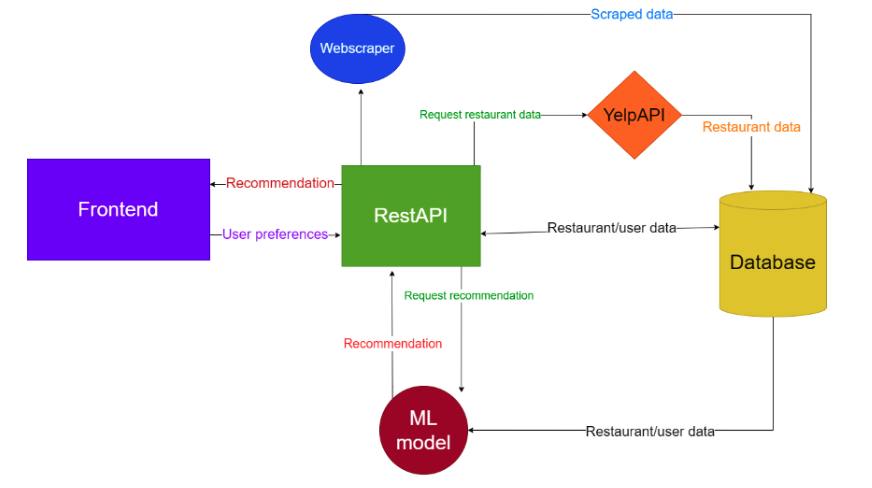 Scraped data
Webscraper
Request restaurant data
YelpAPI
Restaurant data
Recommendation
Frontend
RestAPI
User preferences
Restaurant/user data
Database
Request recommendation
Recommendation
ML
model
Restaurant/user data